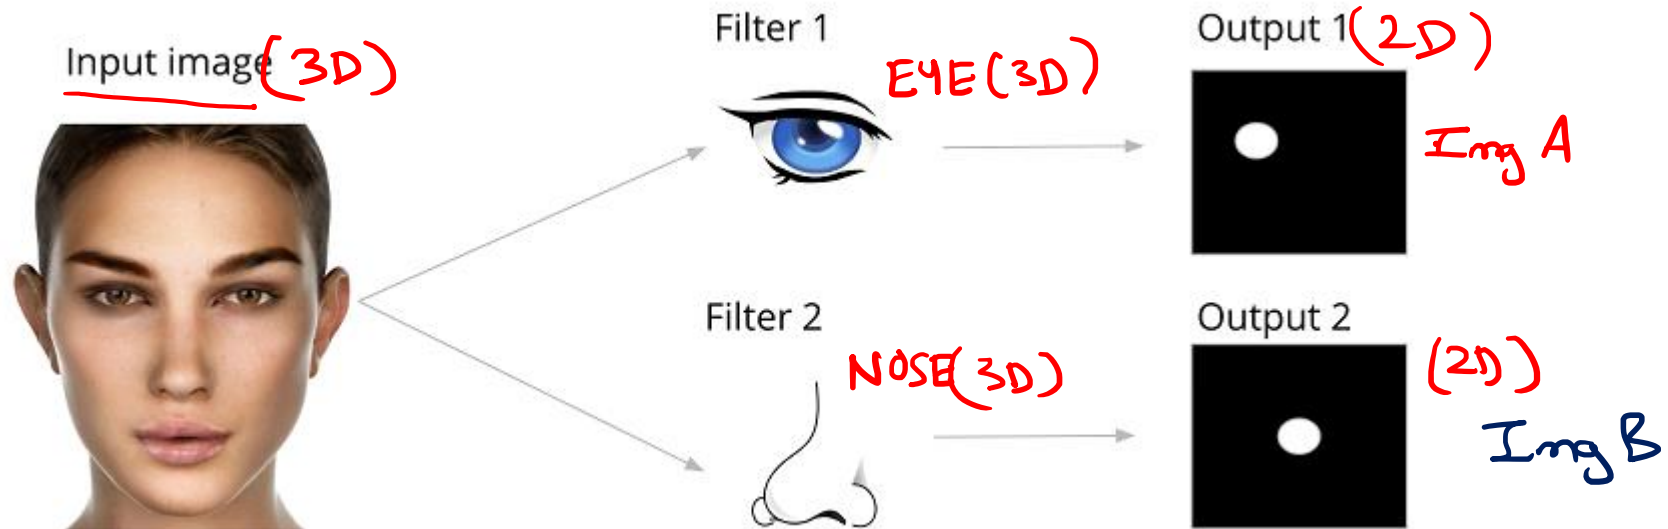 Input image (3D)
Filter 1
EYE (3D)
Output 1 (2D)
Img A
Filter 2
NOSE (3D)
Output 2
(2D)
Img B